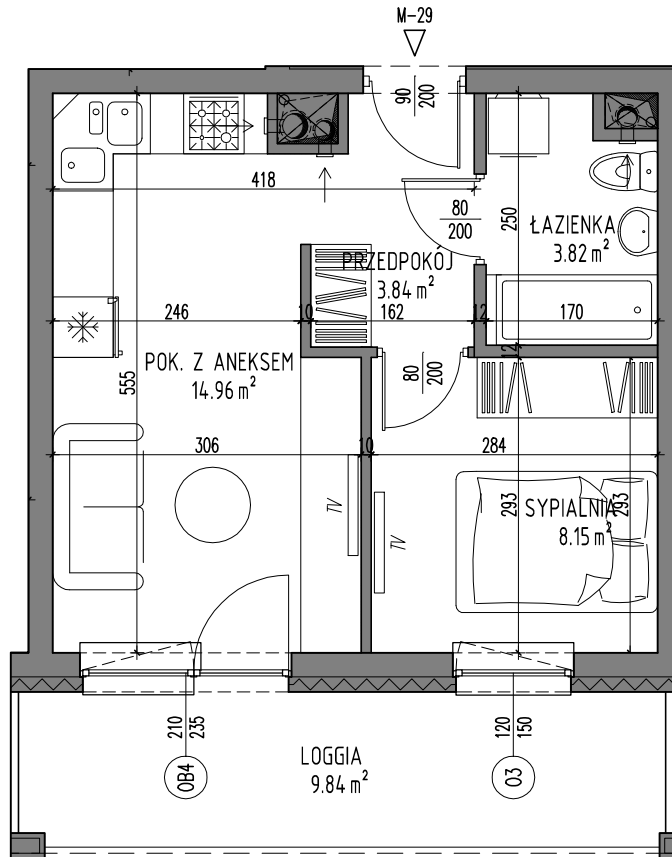 M-29
90
200
418
80
200
250
ŁAZIENKA
3.82 m²
PRZEDPOKÓJ
3.84 m²
246
10
162
12
170
12
POK. Z ANEKSEM
14.96 m²
555
80
200
306
10
284
TV
TV
293
SYPIALNIA
8.15 m²
293
210
235
OB4
LOGGIA
9.84 m²
120
150
O3